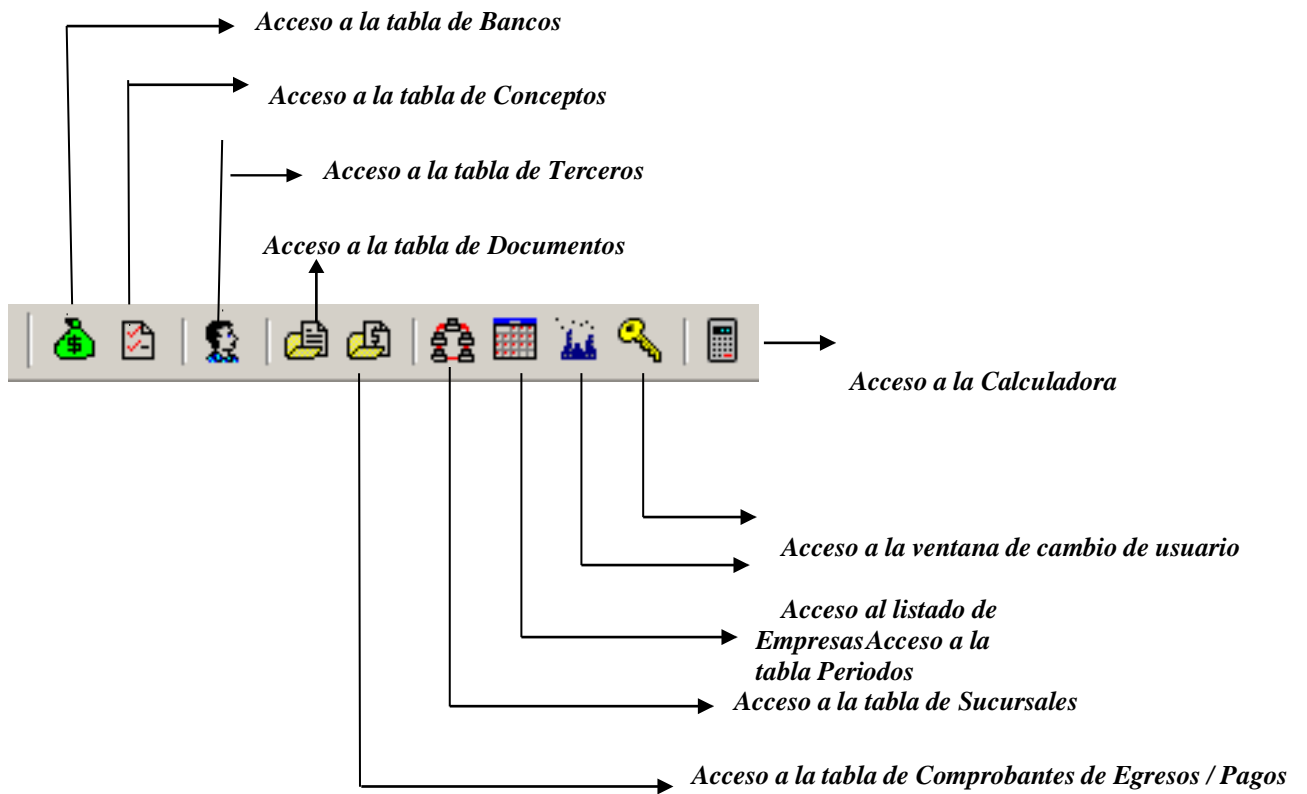 Acceso a la tabla de Bancos
Acceso a la tabla de Conceptos
Acceso a la tabla de Terceros
Acceso a la tabla de Documentos
Acceso a la Calculadora
Acceso a la ventana de cambio de usuario
Acceso al listado de
EmpresasAcceso a la
tabla Periodos
Acceso a la tabla de Sucursales
Acceso a la tabla de Comprobantes de Egresos / Pagos